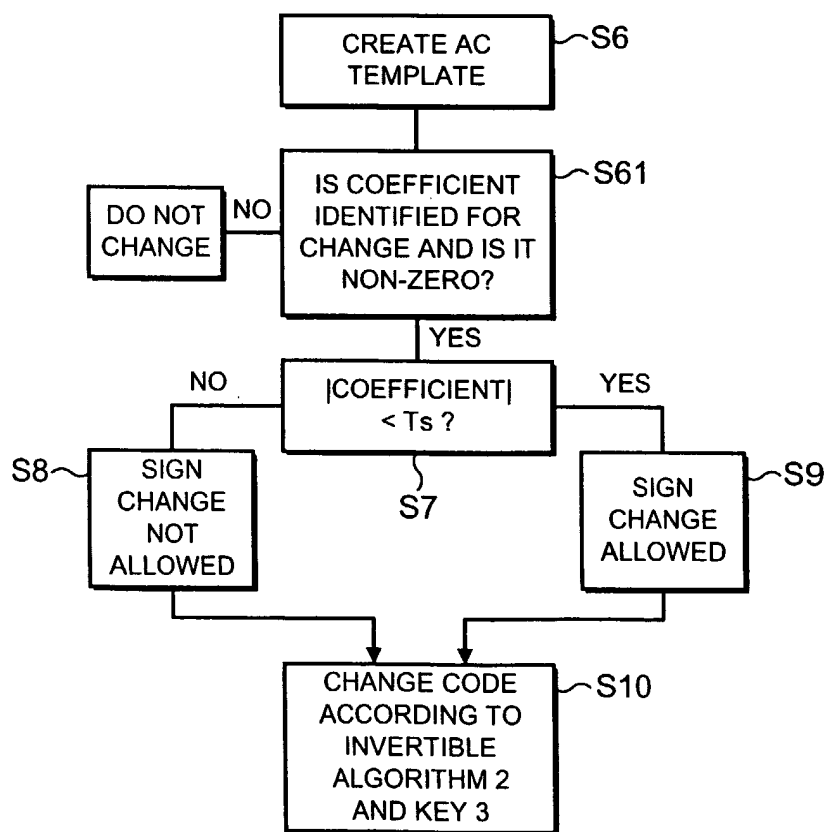 CREATE AC
TEMPLATE
S6
IS COEFFICIENT
IDENTIFIED FOR
CHANGE AND IS IT
NON-ZERO?
S61
NO
DO NOT
CHANGE
YES
|COEFFICIENT|
< Ts ?
S7
NO
YES
S8
SIGN
CHANGE
NOT
ALLOWED
SIGN
CHANGE
ALLOWED
S9
CHANGE CODE
ACCORDING TO
INVERTIBLE
ALGORITHM 2
AND KEY 3
S10